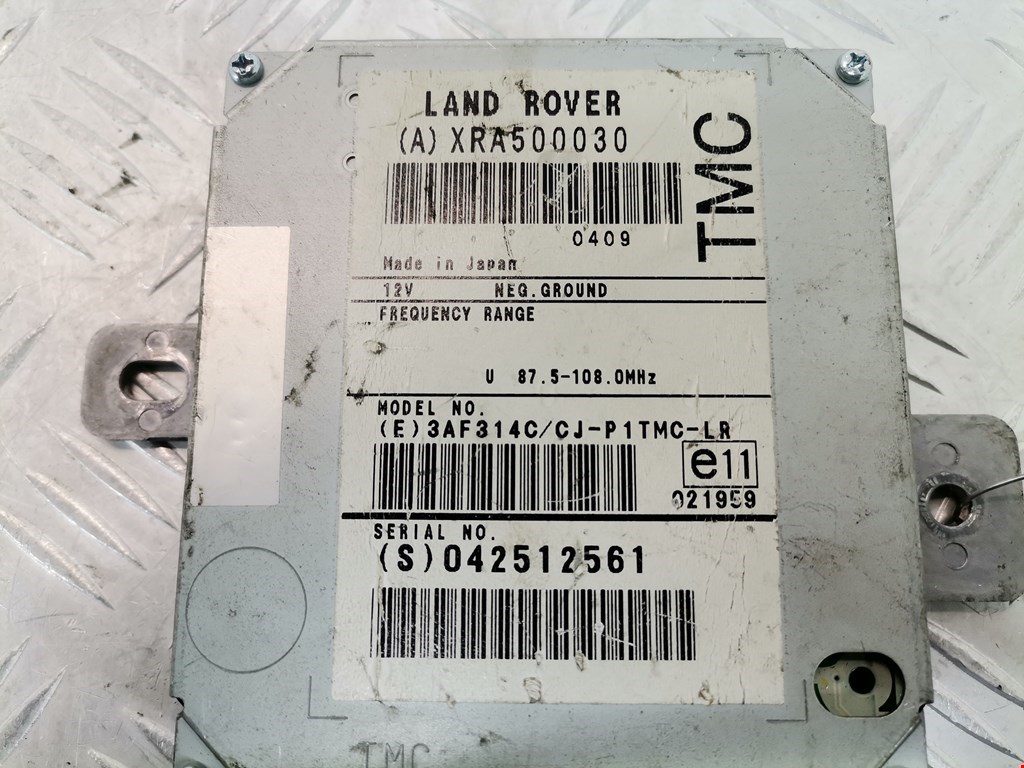 LAND ROVER
(A) XRA500030
TMC
0409
Made in Japan
12V NEG. GROUND
FREQUENCY RANGE
U 87.5-108.0MHz
MODEL NO.
(E) 3AF314C/CJ-P1TMC-LR
e11
021959
SERIAL NO.
(S) 042512561
TMC